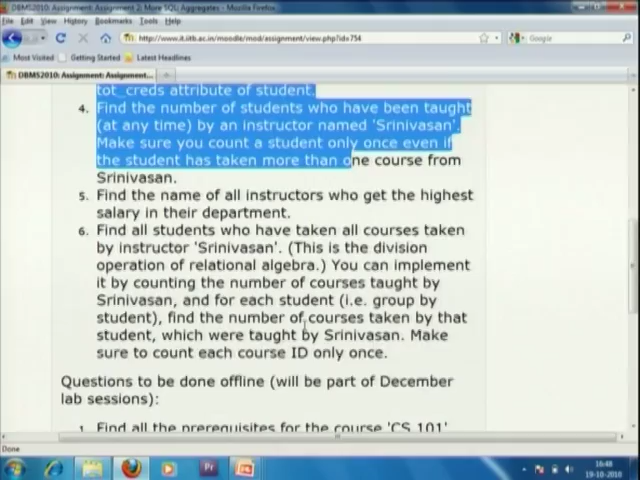 DBMS2010: Assignment: Assignment 2: More SQL: Aggregates - Mozilla Firefox
File Edit View History Bookmarks Tools Help
http://www.it.iitb.ac.in/moodle/mod/assignment/view.php?id=754
Google
Most Visited Getting Started Latest Headlines
DBMS2010: Assignment: Assignment...
tot_creds attribute of student.
4. Find the number of students who have been taught
(at any time) by an instructor named 'Srinivasan'.
Make sure you count a student only once even if
the student has taken more than one course from
Srinivasan.
5. Find the name of all instructors who get the highest
salary in their department.
6. Find all students who have taken all courses taken
by instructor 'Srinivasan'. (This is the division
operation of relational algebra.) You can implement
it by counting the number of courses taught by
Srinivasan, and for each student (i.e. group by
student), find the number of courses taken by that
student, which were taught by Srinivasan. Make
sure to count each course ID only once.
Questions to be done offline (will be part of December
lab sessions):
1. Find all the prerequisites for the course 'CS 101'
Done
Pr
16:48
19-10-2010